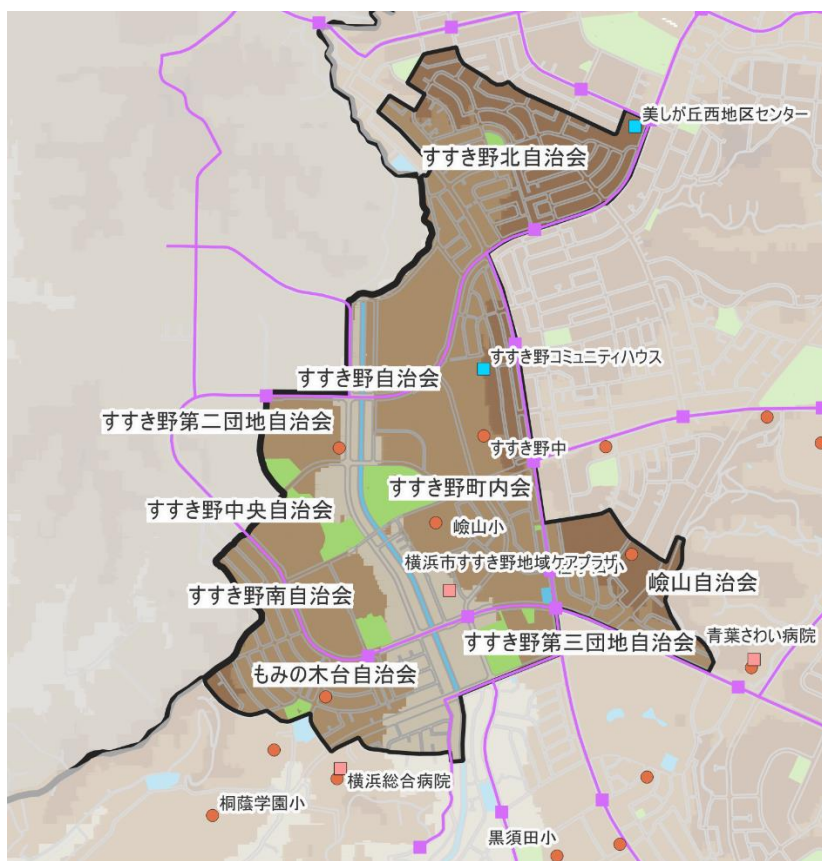 美しが丘西地区センター
すすき野北自治会
すすき野コミュニティハウス
すすき野自治会
すすき野第二団地自治会
すすき野中
すすき野町内会
すすき野中央自治会
嶮山小
横浜市すすき野地域ケアプラザ
小
嶮山自治会
すすき野南自治会
青葉さわい病院
すすき野第三団地自治会
もみの木台自治会
横浜総合病院
桐蔭学園小
黒須田小